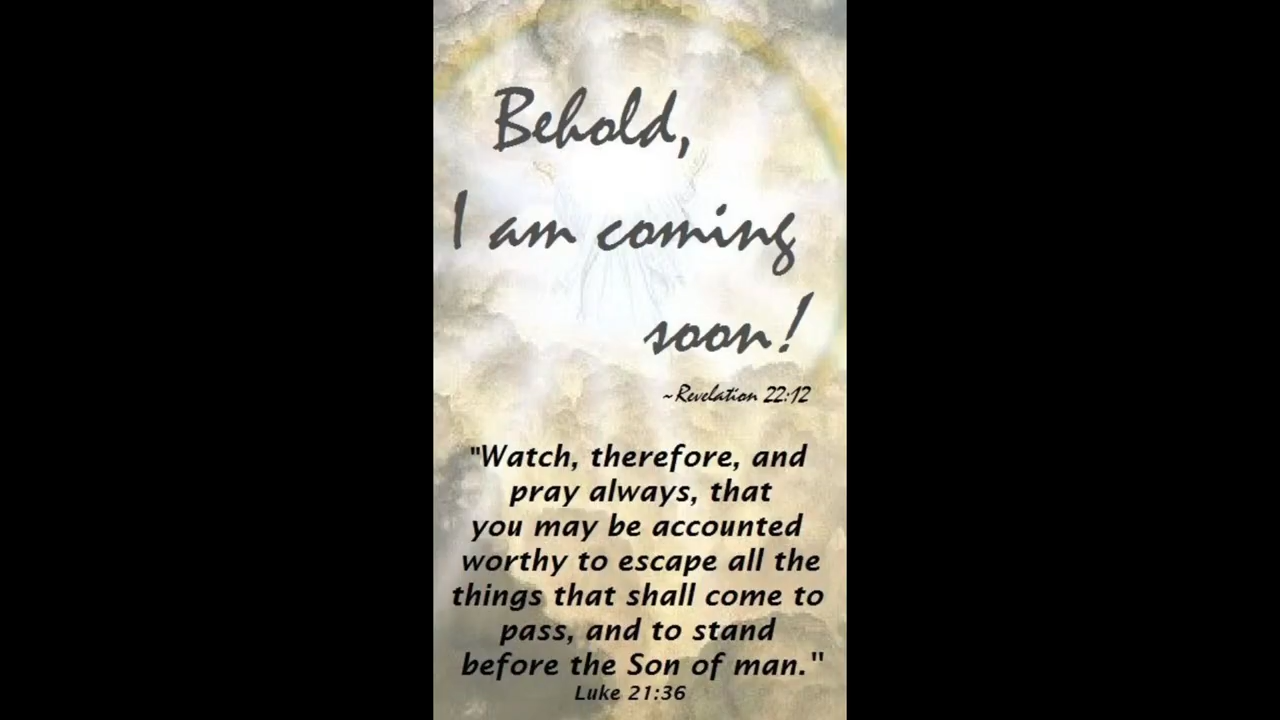 Behold,
I am coming
soon!
~Revelation 22:12
"Watch, therefore, and
pray always, that
you may be accounted
worthy to escape all the
things that shall come to
pass, and to stand
before the Son of man."
Luke 21:36